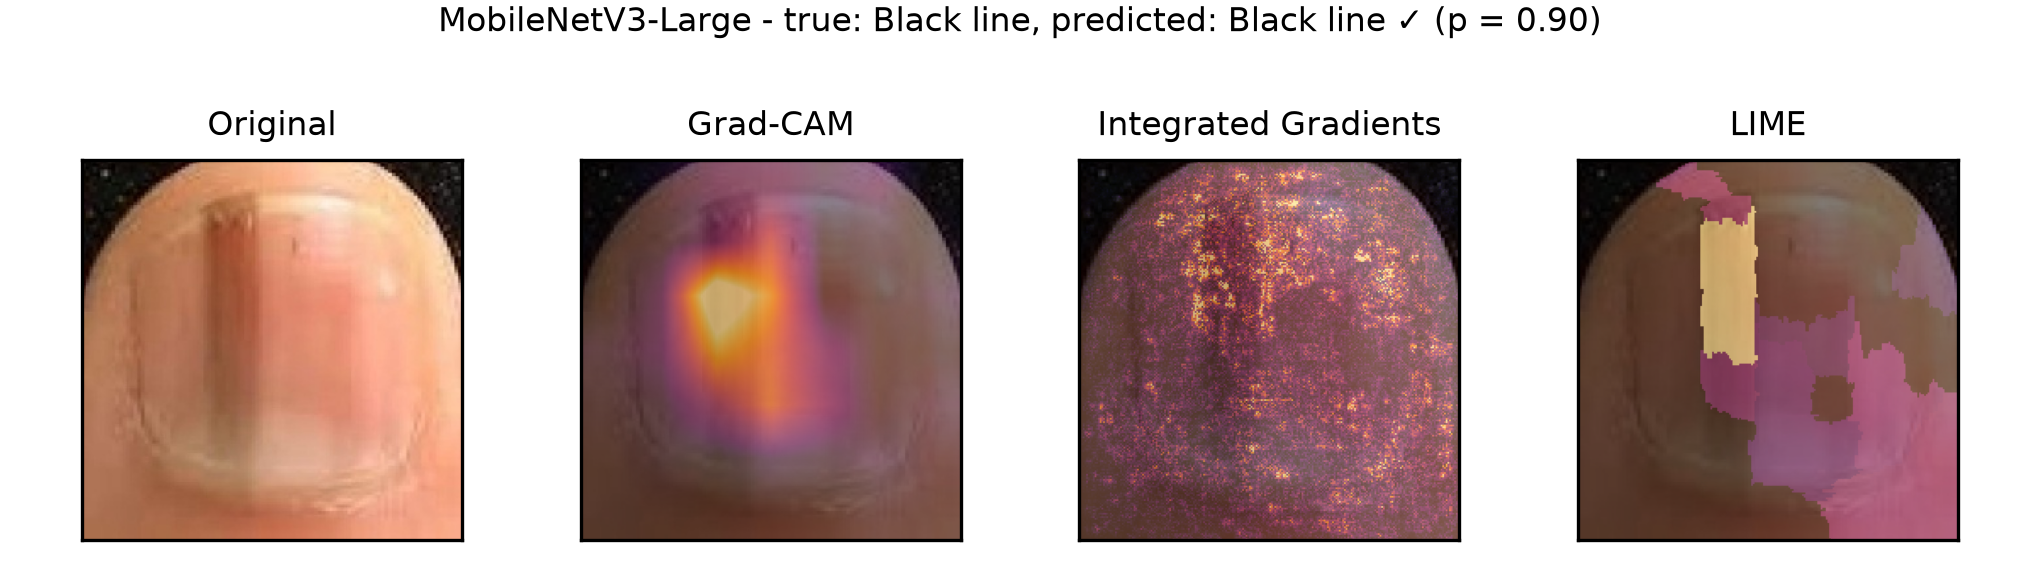 MobileNetV3-Large - true: Black line, predicted: Black line ✓ (p = 0.90)
Original
Grad-CAM
Integrated Gradients
LIME